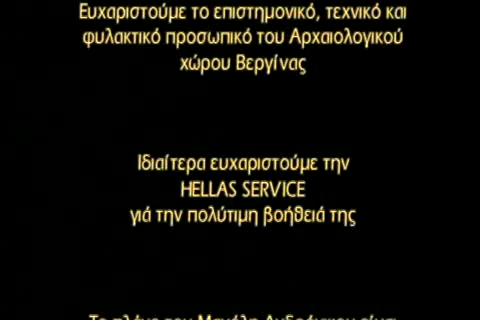 Ευχαριστούμε το επιστημονικό, τεχνικό και
φυλακτικό προσωπικό του Αρχαιολογικού
χώρου Βεργίνας
Ιδιαίτερα ευχαριστούμε την
HELLAS SERVICE
γιά την πολύτιμη βοήθειά της